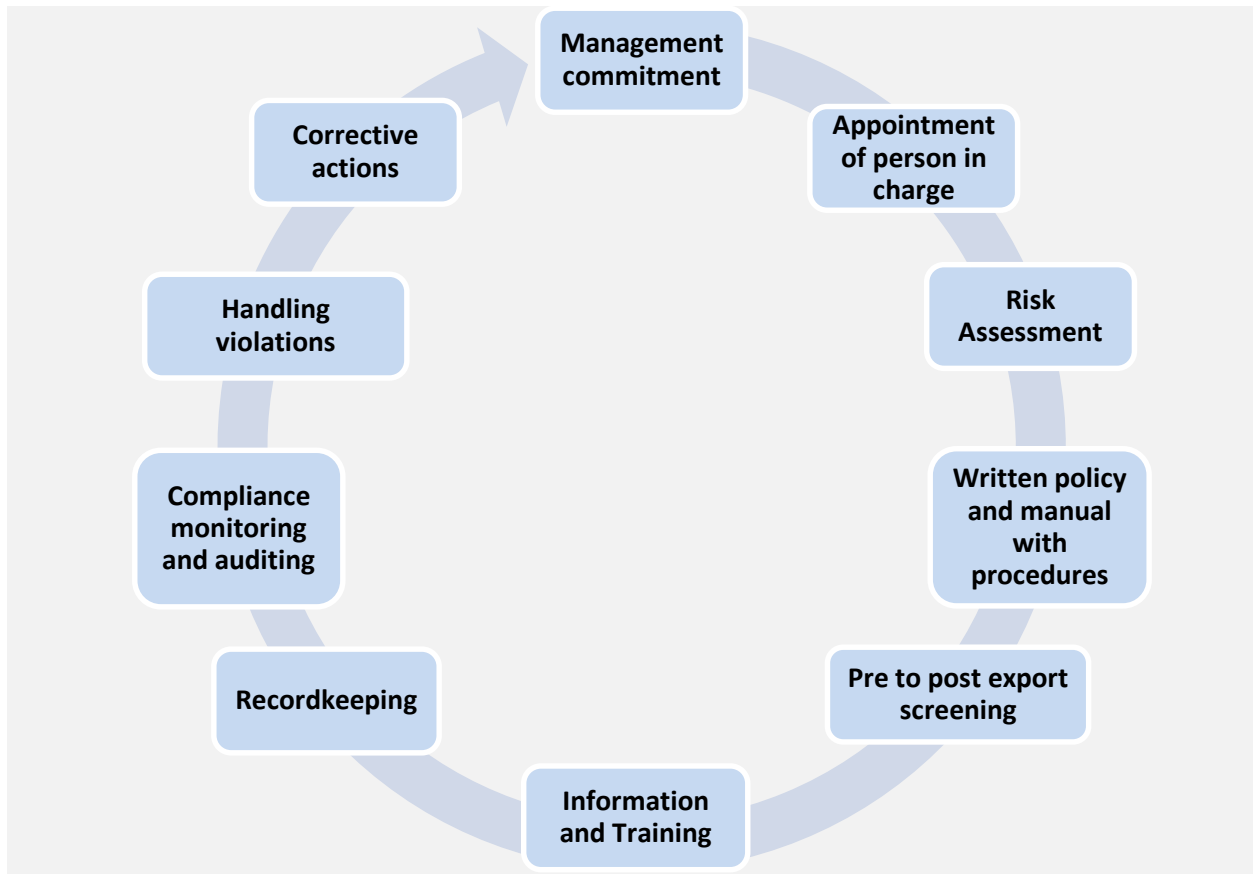 Management
commitment
Appointment
of person in
charge
Risk
Assessment
Written policy
and manual
with
procedures
Pre to post export
screening
Information
and Training
Recordkeeping
Compliance
monitoring
and auditing
Handling
violations
Corrective
actions